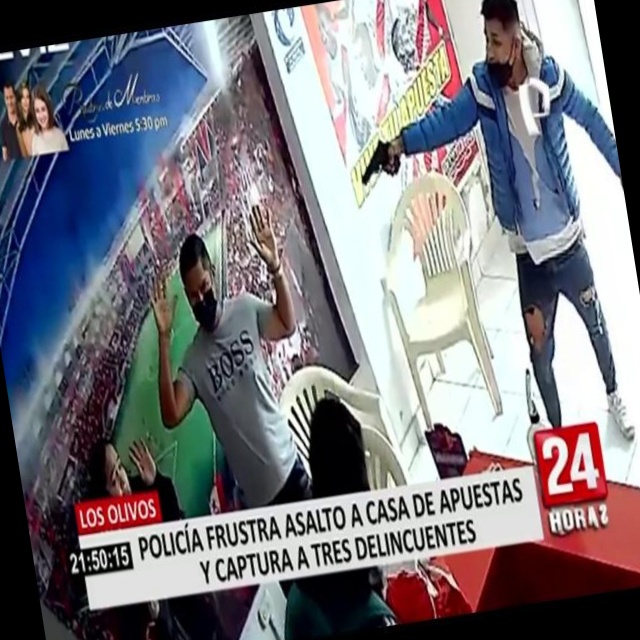 Lunes a Viernes 5:30 pm
APUESTA
BOSS
LOS OLIVOS
21:50:15
POLICÍA FRUSTRA ASALTO A CASA DE APUESTAS
Y CAPTURA A TRES DELINCUENTES
24
HORAS